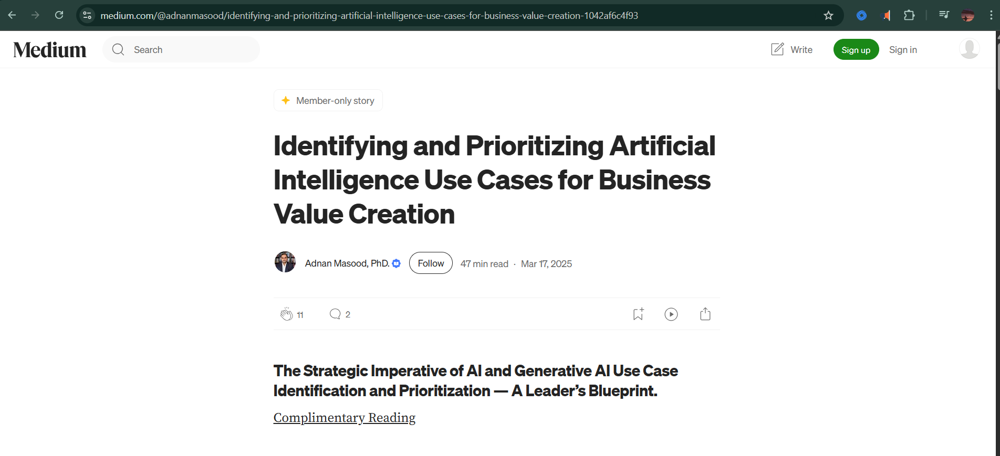 medium.com/@adnanmasood/identifying-and-prioritizing-artificial-intelligence-use-cases-for-business-value-creation-1042af6c4f93
Medium
Search
Write
Sign up
Sign in
Member-only story
Identifying and Prioritizing Artificial
Intelligence Use Cases for Business
Value Creation
Adnan Masood, PhD.
Follow
47 min read · Mar 17, 2025
11
2
The Strategic Imperative of AI and Generative AI Use Case
Identification and Prioritization — A Leader’s Blueprint.
Complimentary Reading